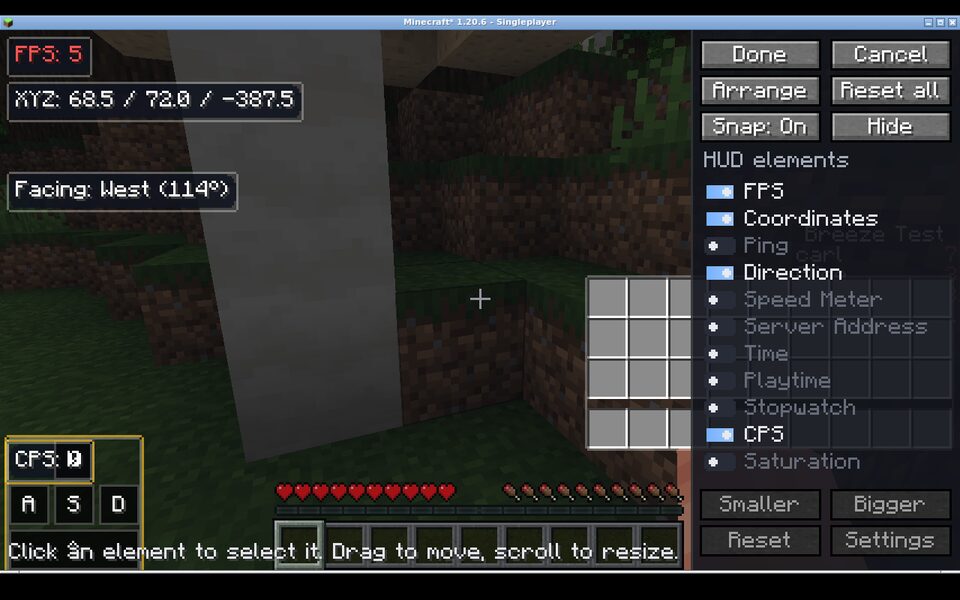 Minecraft* 1.20.6 - Singleplayer
FPS: 5
XYZ: 68.5 / 72.0 / -387.5
Facing: West (114º)
Done
Cancel
Arrange
Reset all
Snap: On
Hide
HUD elements
FPS
Coordinates
Ping
Breeze Test
carl
Direction
Speed Meter
Server Address
Time
Playtime
Stopwatch
CPS
Saturation
Smaller
Bigger
Reset
Settings
CPS:
A S D
Click an element to select it. Drag to move, scroll to resize.